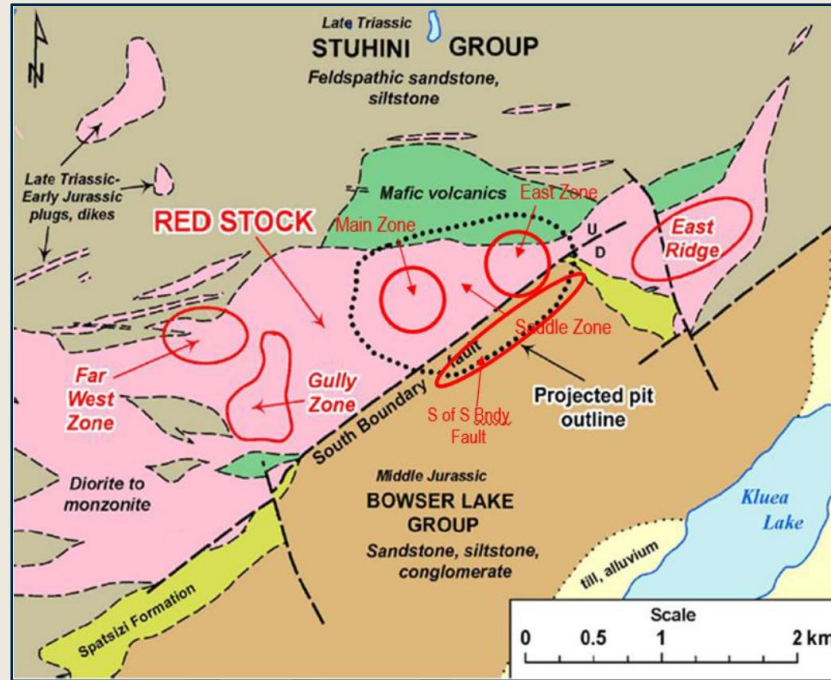 N
Late Triassic
STUHINI GROUP
Feldspathic sandstone,
siltstone
Late Triassic-
Early Jurassic
plugs, dikes
RED STOCK
Mafic volcanics
Main Zone
East Zone
U
D
East
Ridge
Saddle Zone
Far
West
Zone
Gully
Zone
South Boundary fault
S of S Bndy
Fault
Projected pit
outline
Diorite to
monzonite
Middle Jurassic
BOWSER LAKE
GROUP
Sandstone, siltstone,
conglomerate
Kluea
Lake
till, alluvium
Spatsizi Formation
Scale
0 0.5 1 2 km